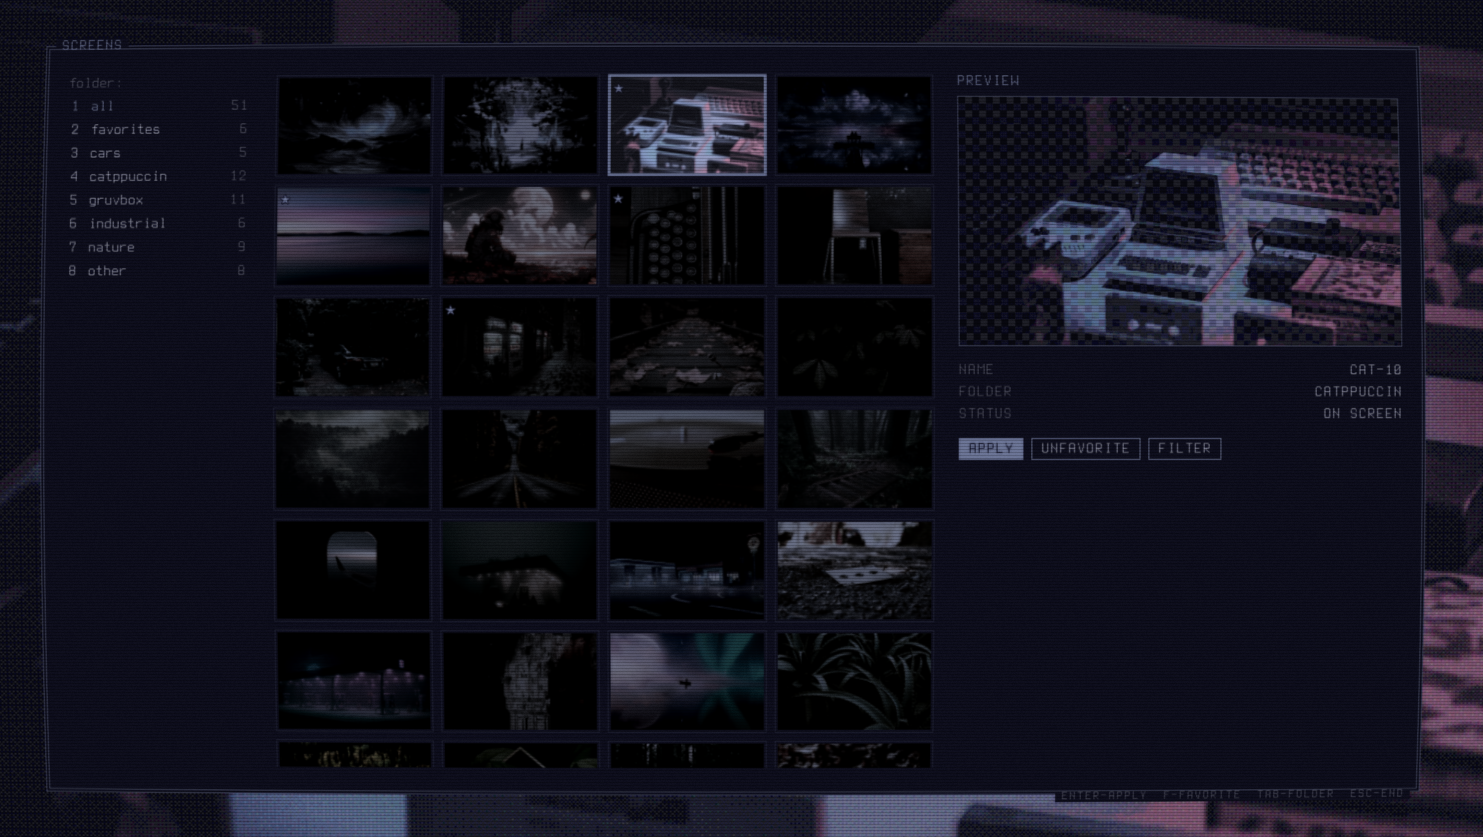 SCREENS
folder:
1 all 51
2 favorites 6
3 cars 5
4 catppuccin 12
5 gruvbox 11
6 industrial 6
7 nature 9
8 other 8
PREVIEW
NAME CAT-10
FOLDER CATPPUCCIN
STATUS ON SCREEN
APPLY UNFAVORITE FILTER
ENTER-APPLY F-FAVORITE TAB-FOLDER ESC-END